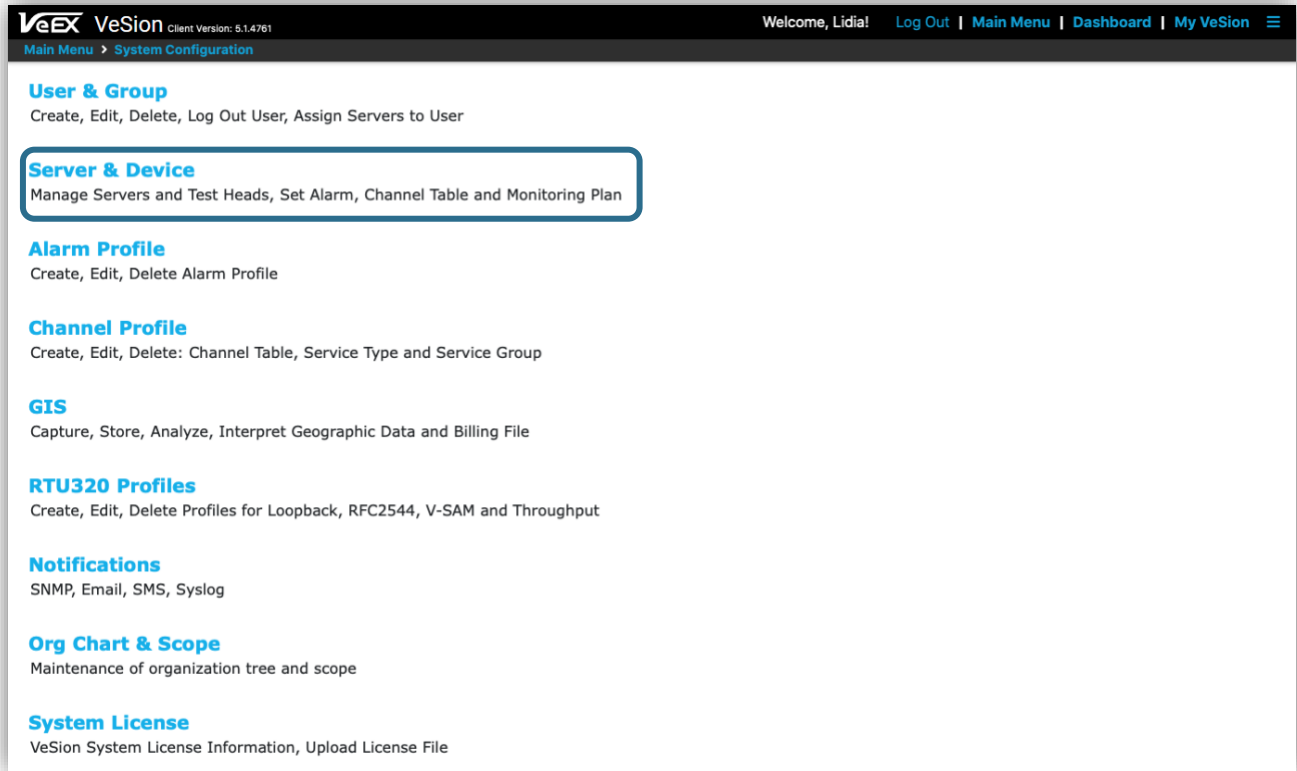 VeEX VeSion Client Version: 5.1.4761 Welcome, Lidia! Log Out | Main Menu | Dashboard | My VeSion
Main Menu > System Configuration
User & Group
Create, Edit, Delete, Log Out User, Assign Servers to User
Server & Device
Manage Servers and Test Heads, Set Alarm, Channel Table and Monitoring Plan
Alarm Profile
Create, Edit, Delete Alarm Profile
Channel Profile
Create, Edit, Delete: Channel Table, Service Type and Service Group
GIS
Capture, Store, Analyze, Interpret Geographic Data and Billing File
RTU320 Profiles
Create, Edit, Delete Profiles for Loopback, RFC2544, V-SAM and Throughput
Notifications
SNMP, Email, SMS, Syslog
Org Chart & Scope
Maintenance of organization tree and scope
System License
VeSion System License Information, Upload License File